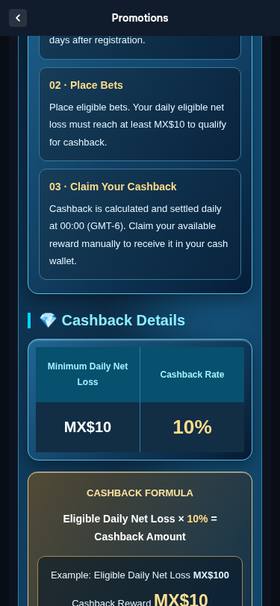 Promotions
days after registration.
02 · Place Bets
Place eligible bets. Your daily eligible net
loss must reach at least MX$10 to qualify
for cashback.
03 · Claim Your Cashback
Cashback is calculated and settled daily
at 00:00 (GMT-6). Claim your available
reward manually to receive it in your cash
wallet.
💎 Cashback Details
Minimum Daily Net
Loss
Cashback Rate
MX$10
10%
CASHBACK FORMULA
Eligible Daily Net Loss × 10% =
Cashback Amount
Example: Eligible Daily Net Loss MX$100
Cashback Reward MX$10